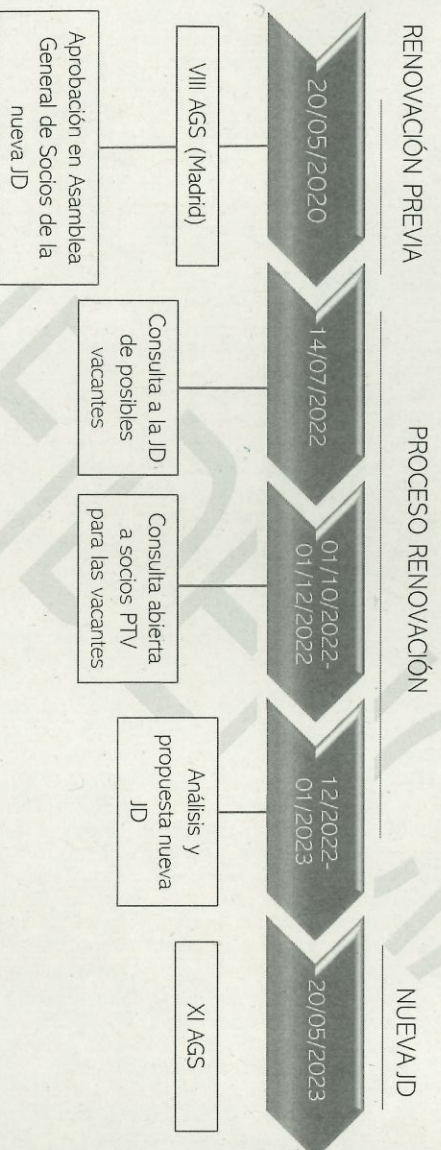 RENOVACIÓN PREVIA
PROCESO RENOVACIÓN
NUEVA JD
20/05/2020
14/07/2022
01/10/2022-
01/12/2022
12/2022-
01/2023
20/05/2023
VIII AGS (Madrid)
Aprobación en Asamblea
General de Socios de la
nueva JD
Consulta a la JD
de posibles
vacantes
Consulta abierta
a socios PTV
para las vacantes
Análisis y
propuesta nueva
JD
XI AGS